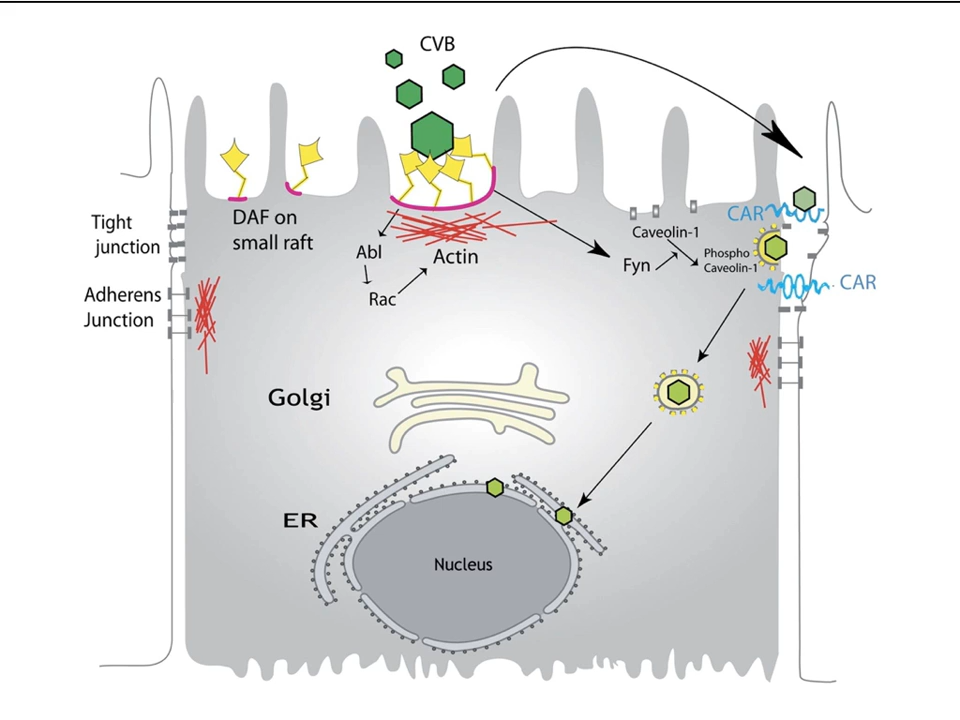 CVB
CAR
Tight
junction
DAF on
small raft
Caveolin-1
Abl
Actin
Fyn
Phospho
Caveolin-1
Rac
CAR
Adherens
Junction
Golgi
ER
Nucleus